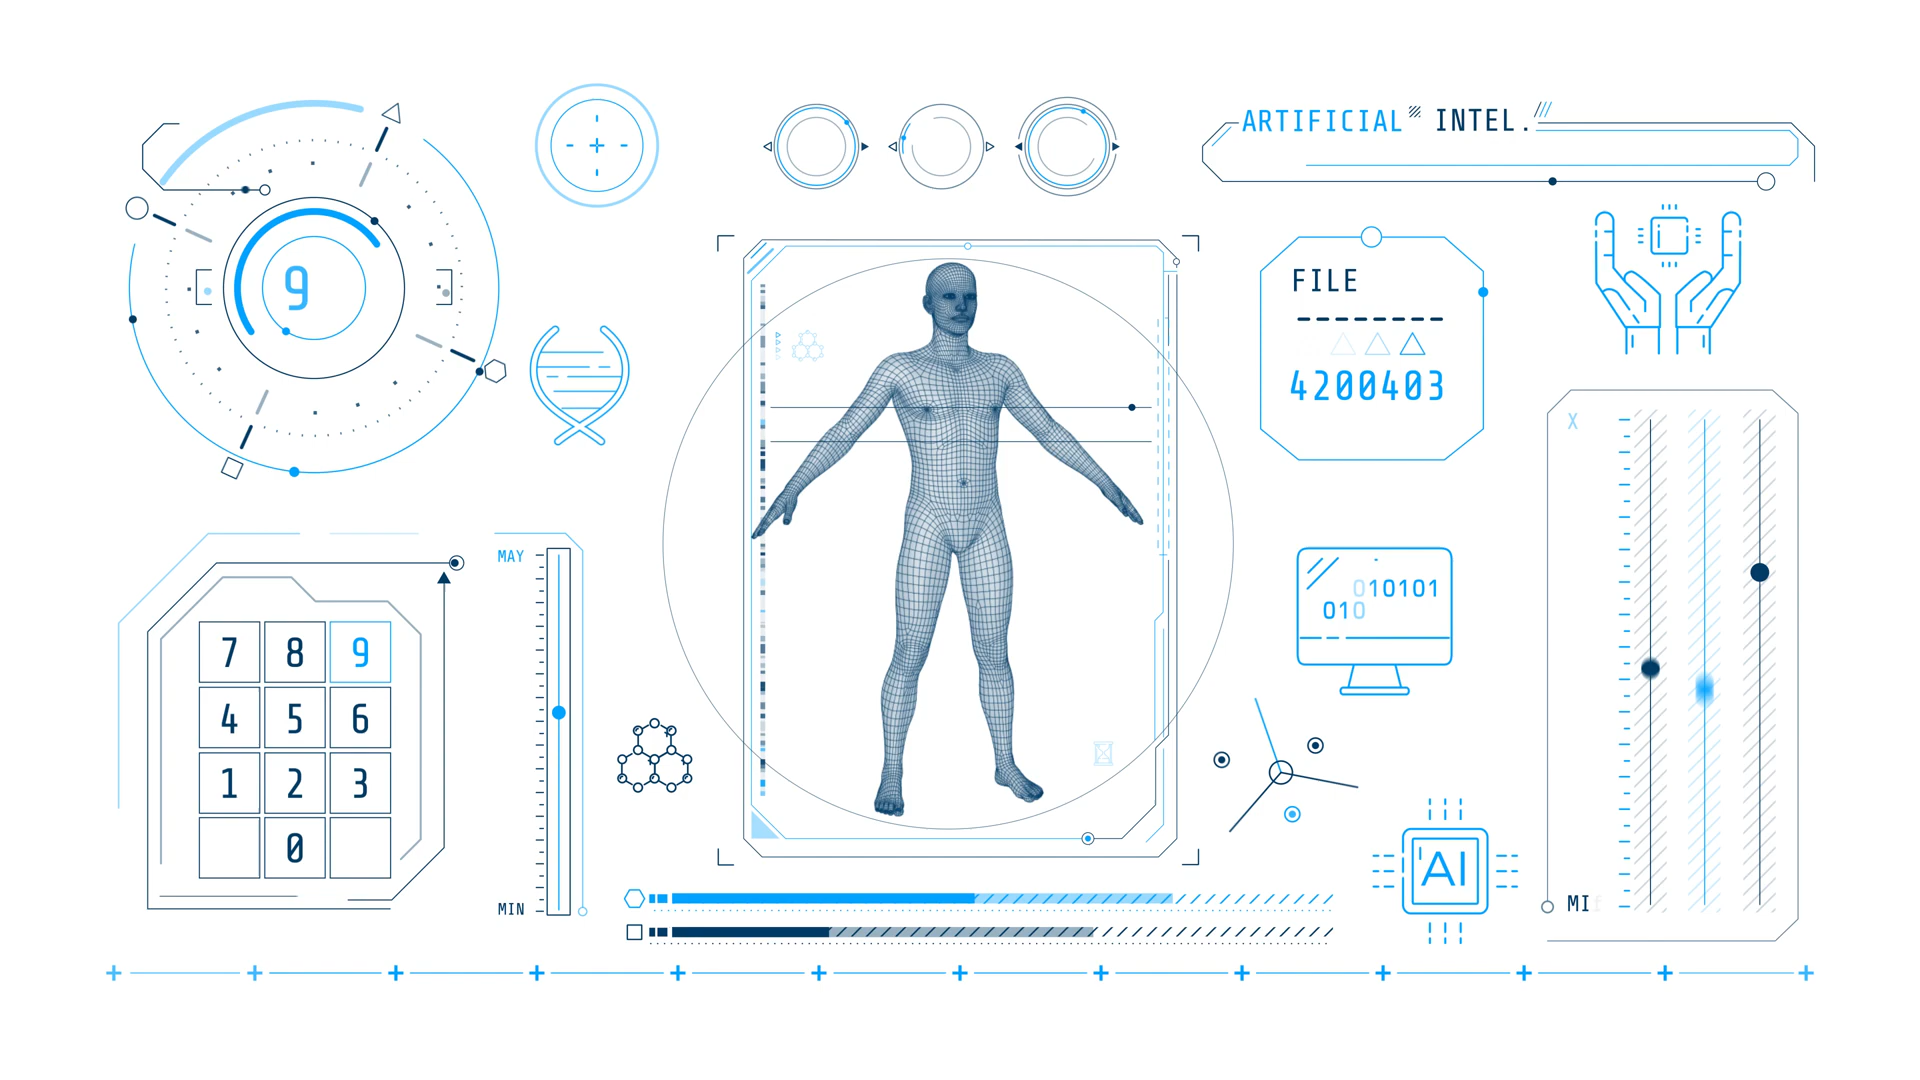 ARTIFICIAL INTEL.
9
FILE
4200403
X
MAY
010101
010
7 8 9
4 5 6
1 2 3
0
AI
MIN
MI